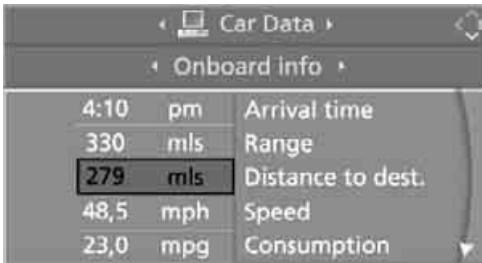 Car Data
Onboard info
4:10 pm Arrival time
330 mls Range
279 mls Distance to dest.
48,5 mph Speed
23,0 mpg Consumption